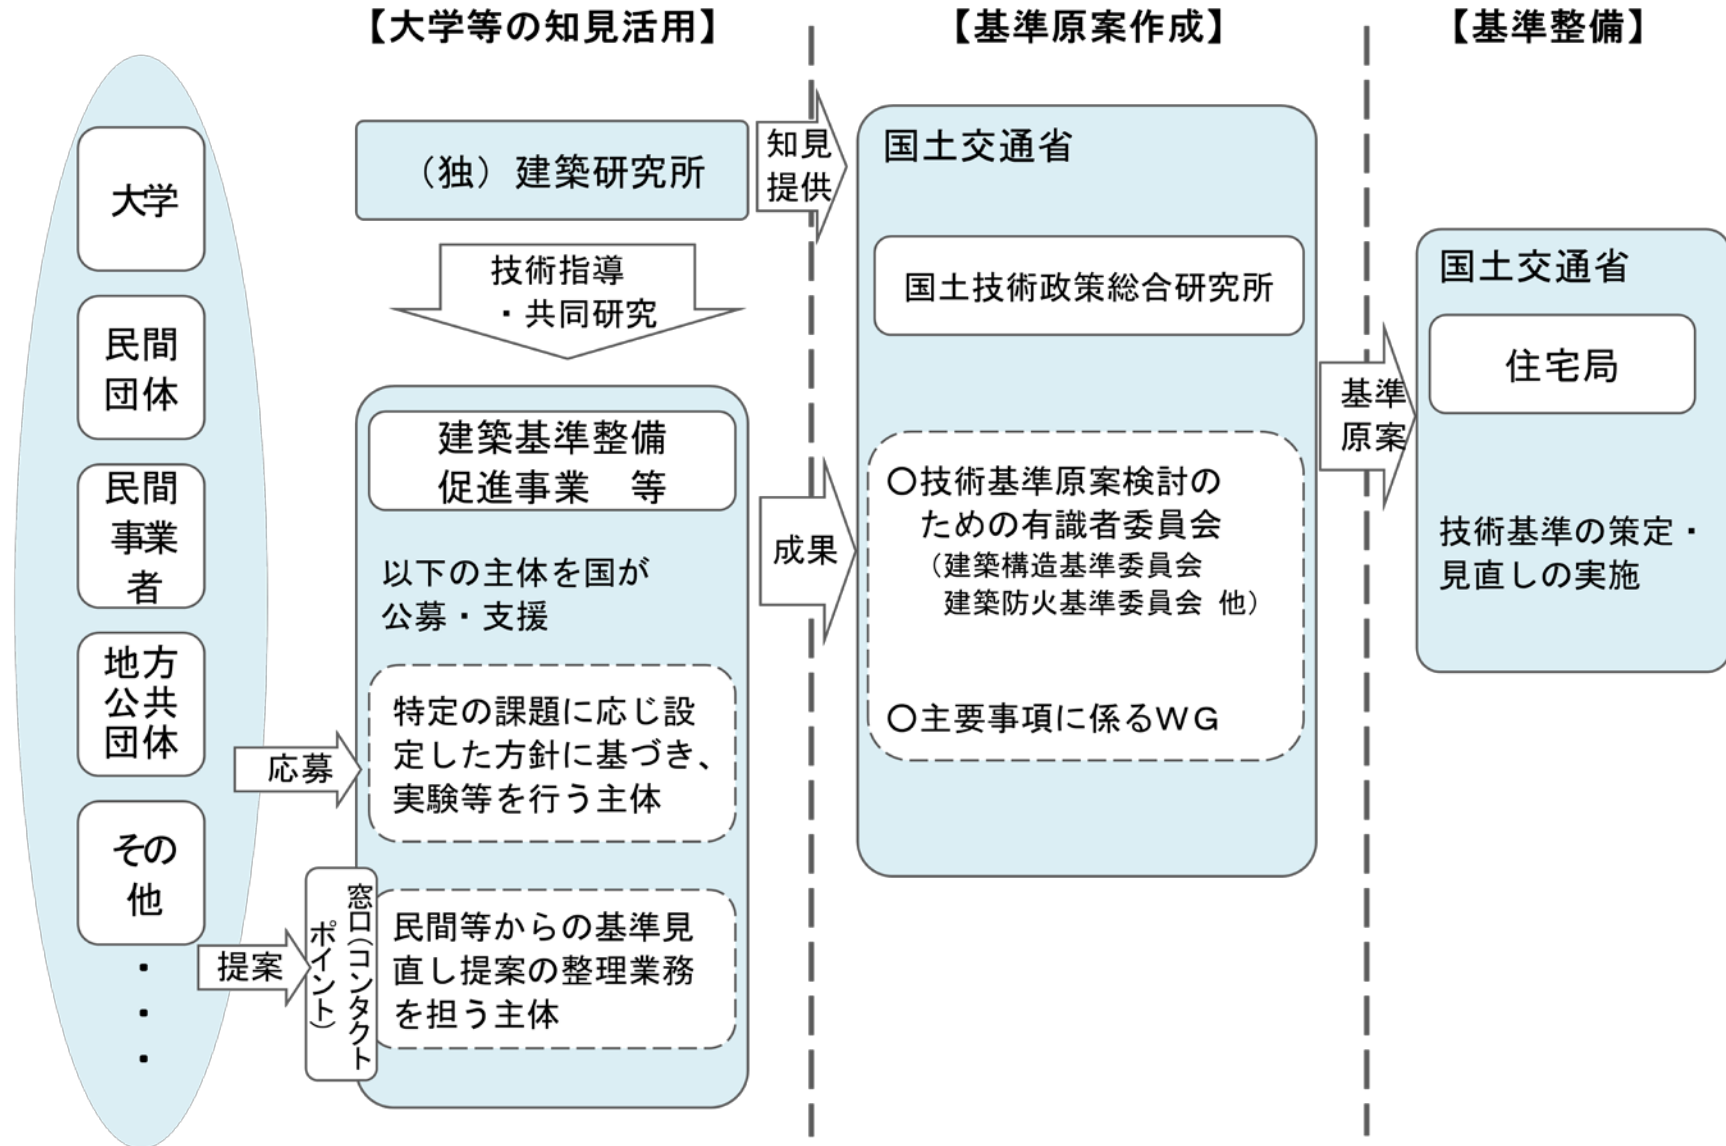 【大学等の知見活用】
【基準原案作成】
【基準整備】
大学
民間
団体
民間
事業
者
地方
公共
団体
その
他
・
・
・
応募
提案
(独)建築研究所
技術指導
・共同研究
建築基準整備
促進事業　等
以下の主体を国が
公募・支援
特定の課題に応じ設
定した方針に基づき、
実験等を行う主体
窓口(コンタクト
ポイント)
民間等からの基準見
直し提案の整理業務
を担う主体
知見
提供
成果
国土交通省
国土技術政策総合研究所
○技術基準原案検討の
ための有識者委員会
(建築構造基準委員会
建築防火基準委員会 他)
○主要事項に係るWG
基準
原案
国土交通省
住宅局
技術基準の策定・
見直しの実施